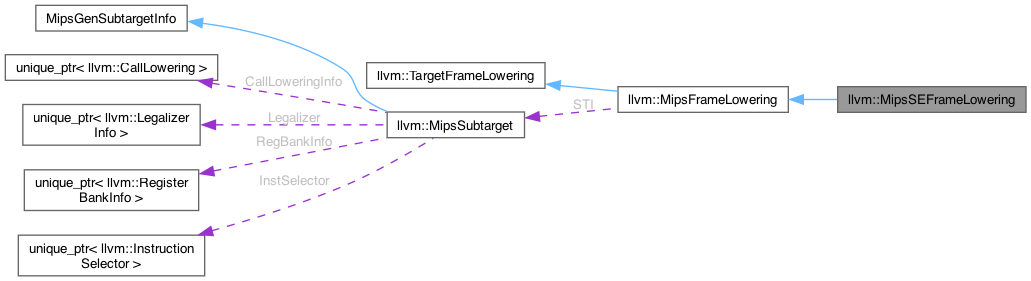 MipsGenSubtargetInfo
unique_ptr< llvm::CallLowering >
CallLoweringInfo
llvm::TargetFrameLowering
STI
llvm::MipsFrameLowering
llvm::MipsSEFrameLowering
unique_ptr< llvm::Legalizer
Info >
Legalizer
llvm::MipsSubtarget
RegBankInfo
unique_ptr< llvm::Register
BankInfo >
InstSelector
unique_ptr< llvm::Instruction
Selector >